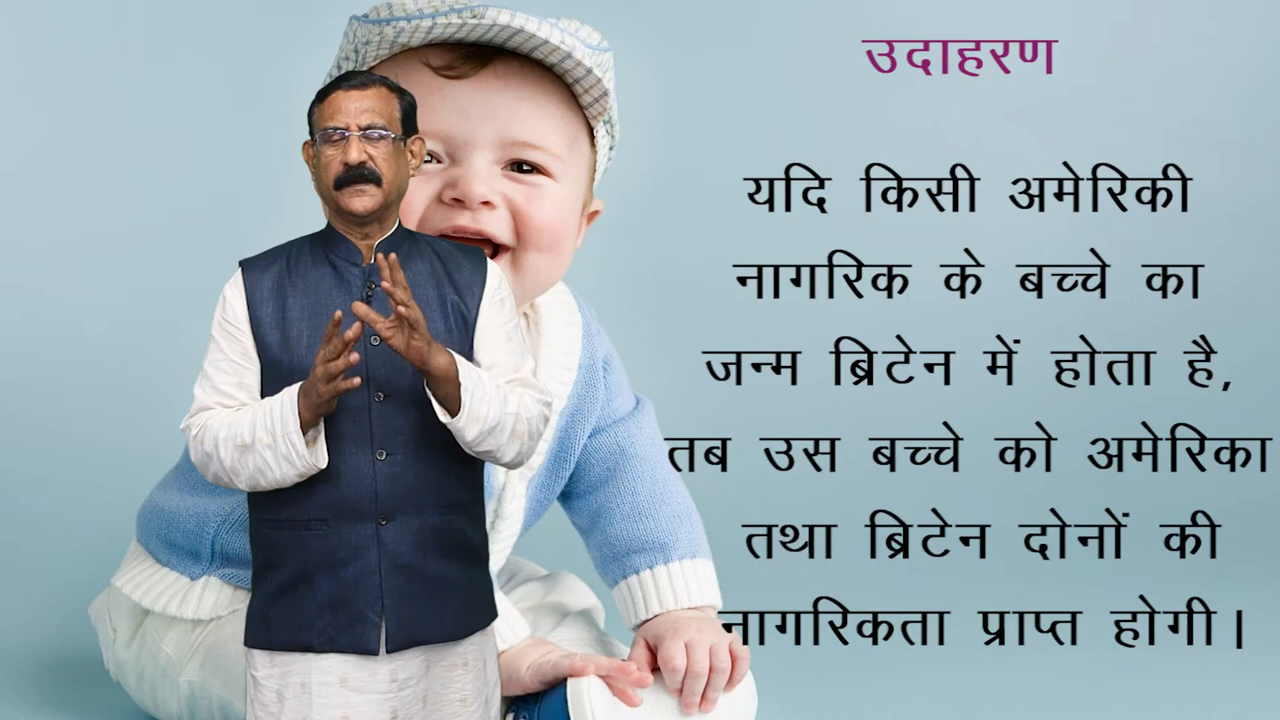 उदाहरण
यदि किसी अमेरिकी
नागरिक के बच्चे का
जन्म ब्रिटेन में होता है,
तब उस बच्चे को अमेरिका
तथा ब्रिटेन दोनों की
नागरिकता प्राप्त होगी।